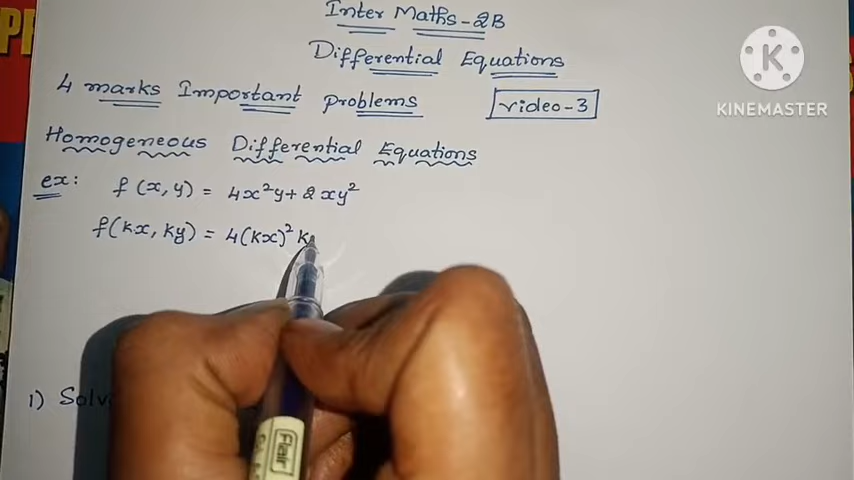 Inter Maths-2B
Differential Equations
4 marks Important Problems
video-3
K
KINEMASTER
Homogeneous Differential Equations
ex: f(x,y) = 4x²y+2xy²
f(kx, ky) = 4(kx)² k
1) Solv